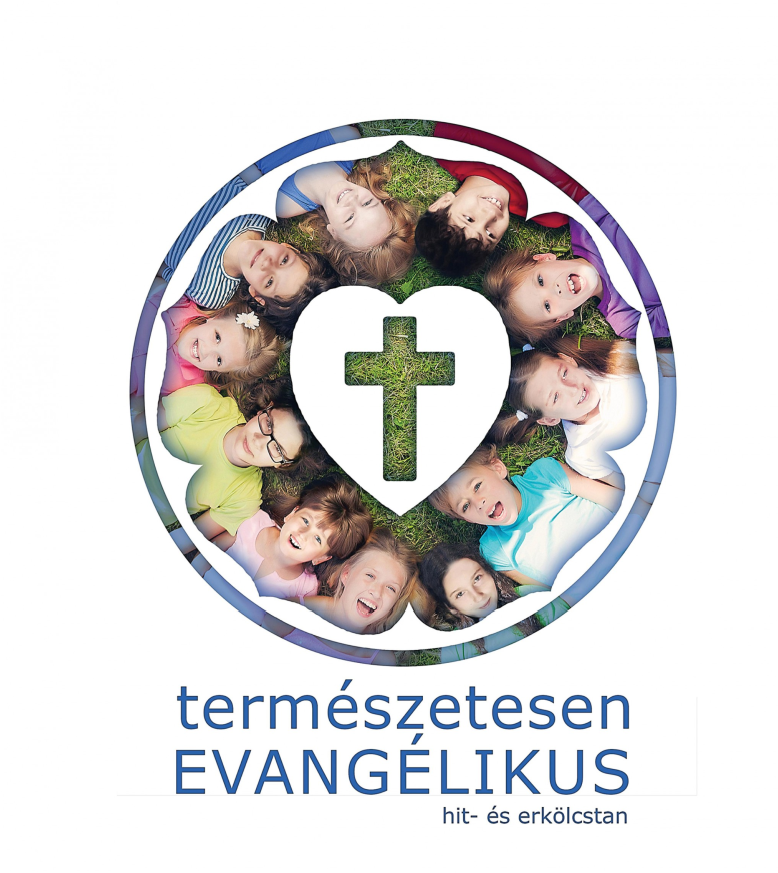 természetesen
EVANGÉLIKUS
hit- és erkölcstan